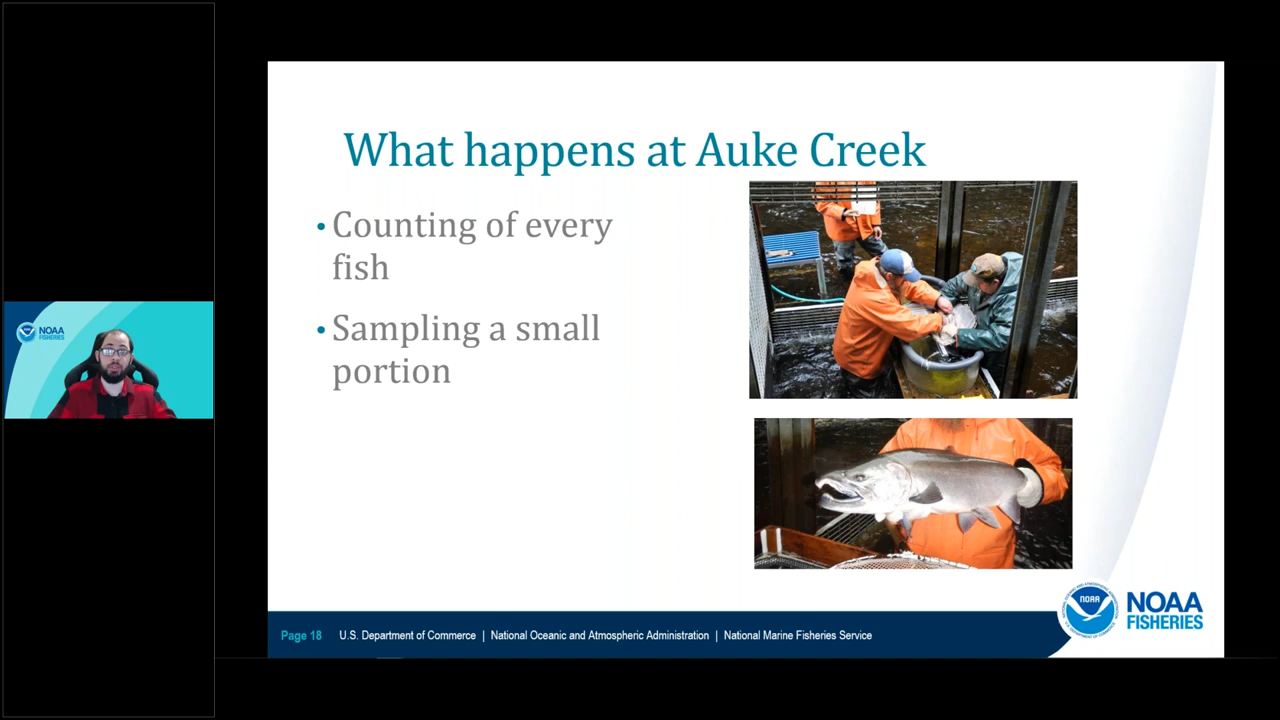 What happens at Auke Creek
• Counting of every
fish
• Sampling a small
portion
NOAA
FISHERIES
Page 18 U.S. Department of Commerce | National Oceanic and Atmospheric Administration | National Marine Fisheries Service
NOAA
NOAA
FISHERIES